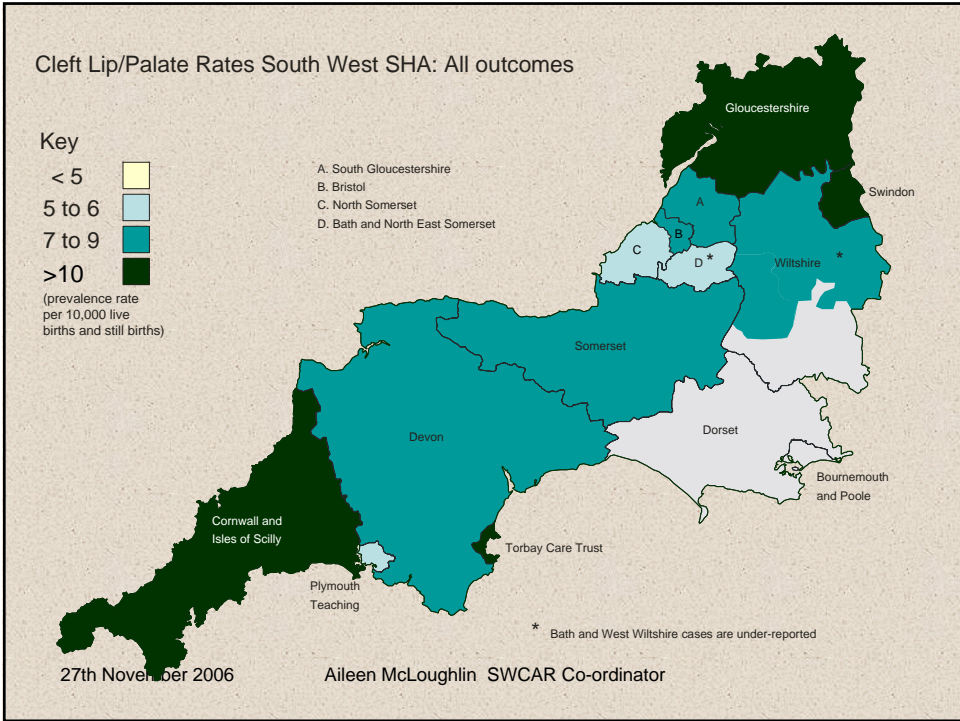 Cleft Lip/Palate Rates South West SHA: All outcomes
Key
< 5
5 to 6
7 to 9
>10
(prevalence rate
per 10,000 live
births and still births)
A. South Gloucestershire
B. Bristol
C. North Somerset
D. Bath and North East Somerset
Gloucestershire
Swindon
A
B
C
D *
Wiltshire *
Somerset
Devon
Dorset
Bournemouth
and Poole
Cornwall and
Isles of Scilly
Torbay Care Trust
Plymouth
Teaching
* Bath and West Wiltshire cases are under-reported
27th November 2006 Aileen McLoughlin SWCAR Co-ordinator